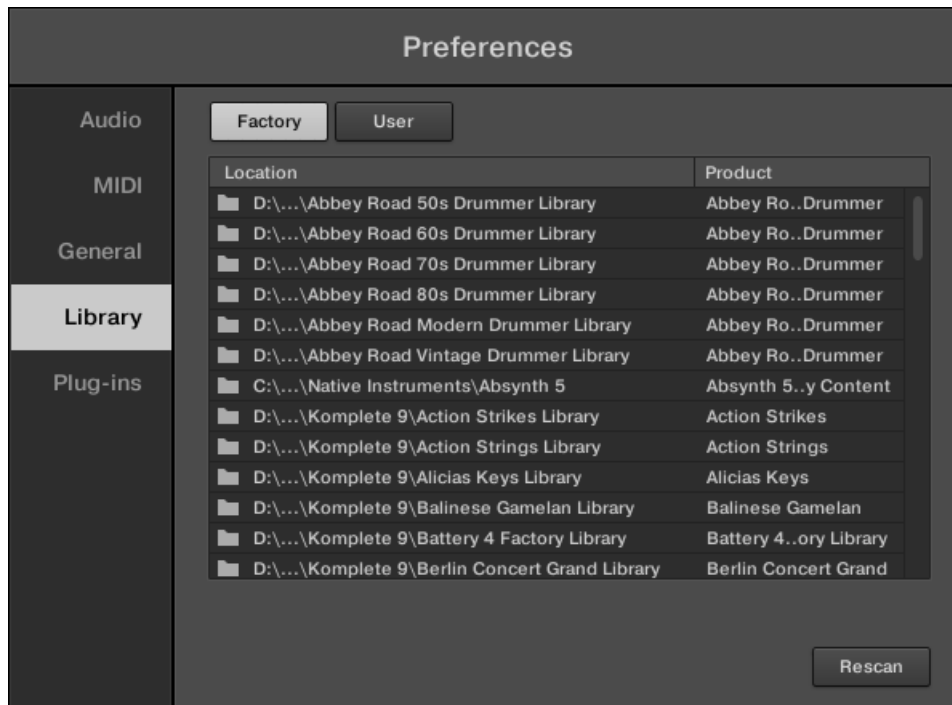 Preferences
Audio
MIDI
General
Library
Plug-ins
Factory User
Location Product
D:\...\Abbey Road 50s Drummer Library Abbey Ro..Drummer
D:\...\Abbey Road 60s Drummer Library Abbey Ro..Drummer
D:\...\Abbey Road 70s Drummer Library Abbey Ro..Drummer
D:\...\Abbey Road 80s Drummer Library Abbey Ro..Drummer
D:\...\Abbey Road Modern Drummer Library Abbey Ro..Drummer
D:\...\Abbey Road Vintage Drummer Library Abbey Ro..Drummer
C:\...\Native Instruments\Absynth 5 Absynth 5..y Content
D:\...\Komplete 9\Action Strikes Library Action Strikes
D:\...\Komplete 9\Action Strings Library Action Strings
D:\...\Komplete 9\Alicias Keys Library Alicias Keys
D:\...\Komplete 9\Balinese Gamelan Library Balinese Gamelan
D:\...\Komplete 9\Battery 4 Factory Library Battery 4..ory Library
D:\...\Komplete 9\Berlin Concert Grand Library Berlin Concert Grand
Rescan